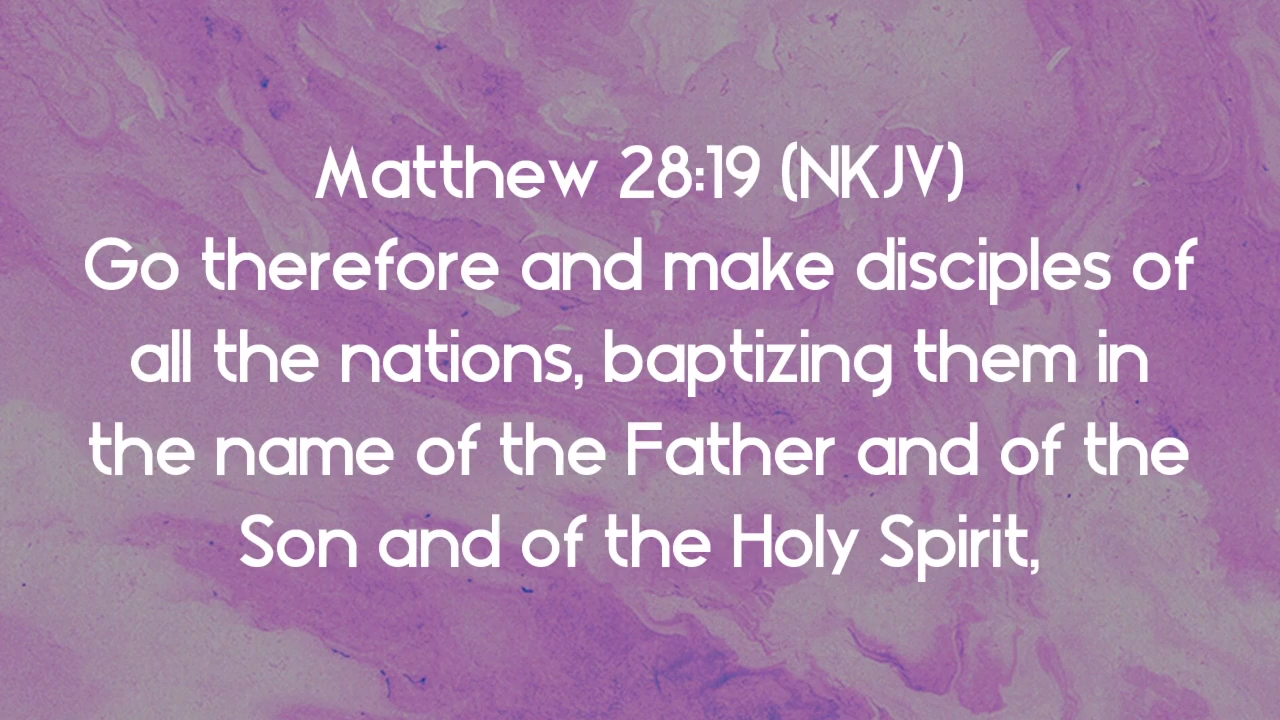 Matthew 28:19 (NKJV)
Go therefore and make disciples of
all the nations, baptizing them in
the name of the Father and of the
Son and of the Holy Spirit,